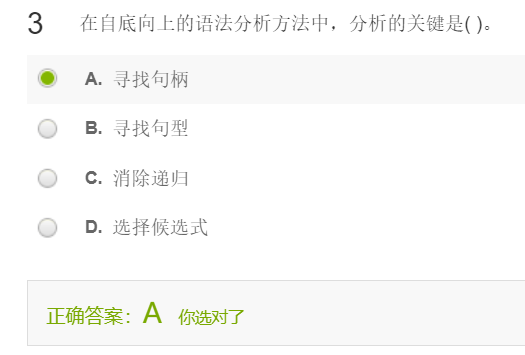 3 在自底向上的语法分析方法中，分析的关键是( )。
A. 寻找句柄
B. 寻找句型
C. 消除递归
D. 选择候选式
正确答案：A 你选对了